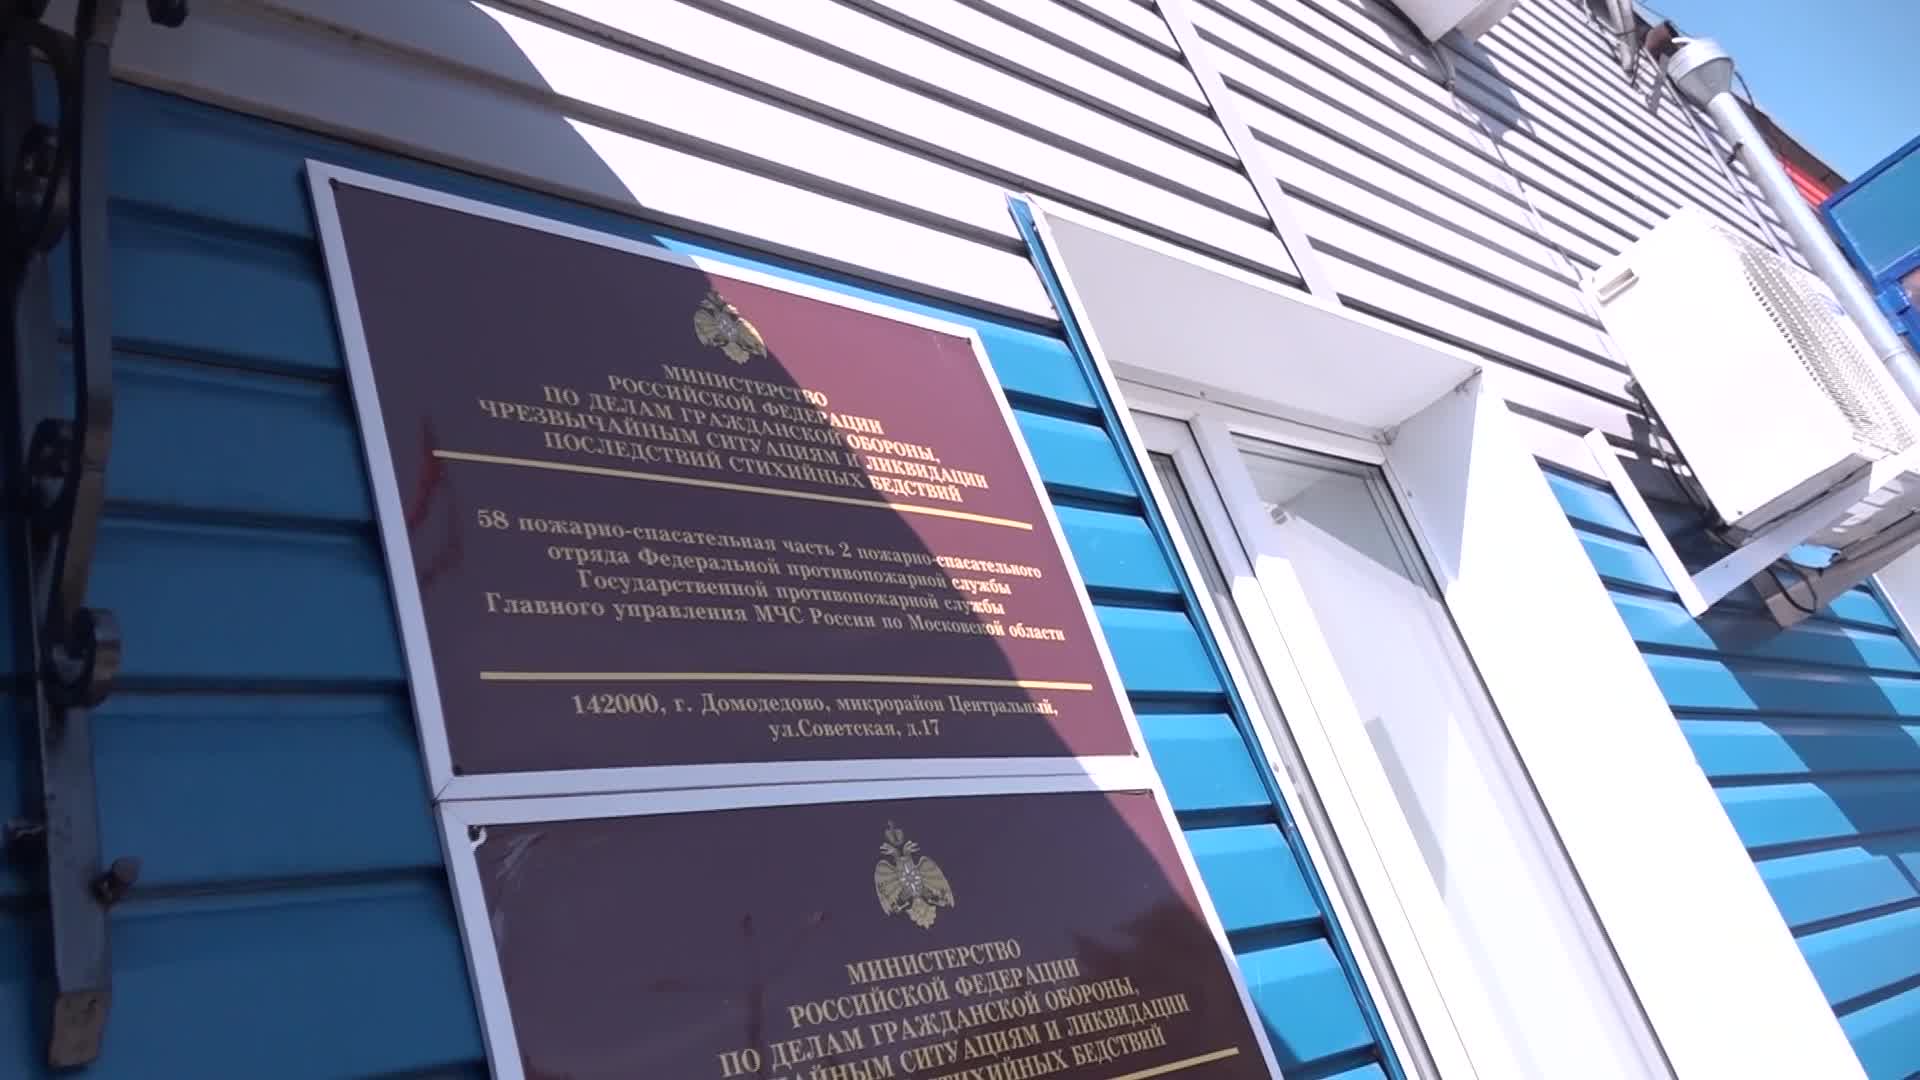 МИНИСТЕРСТВО
РОССИЙСКОЙ ФЕДЕРАЦИИ
ПО ДЕЛАМ ГРАЖДАНСКОЙ ОБОРОНЫ,
ЧРЕЗВЫЧАЙНЫМ СИТУАЦИЯМ И ЛИКВИДАЦИИ
ПОСЛЕДСТВИЙ СТИХИЙНЫХ БЕДСТВИЙ
58 пожарно-спасательная часть 2 пожарно-спасательного
отряда Федеральной противопожарной службы
Государственной противопожарной службы
Главного управления МЧС России по Московской области
142000, г. Домодедово, микрорайон Центральный,
ул.Советская, д.17
МИНИСТЕРСТВО
РОССИЙСКОЙ ФЕДЕРАЦИИ
ПО ДЕЛАМ ГРАЖДАНСКОЙ ОБОРОНЫ,
АЙНЫМ СИТУАЦИЯМ И ЛИКВИДАЦИИ
СТИХИЙНЫХ БЕДСТВИЙ